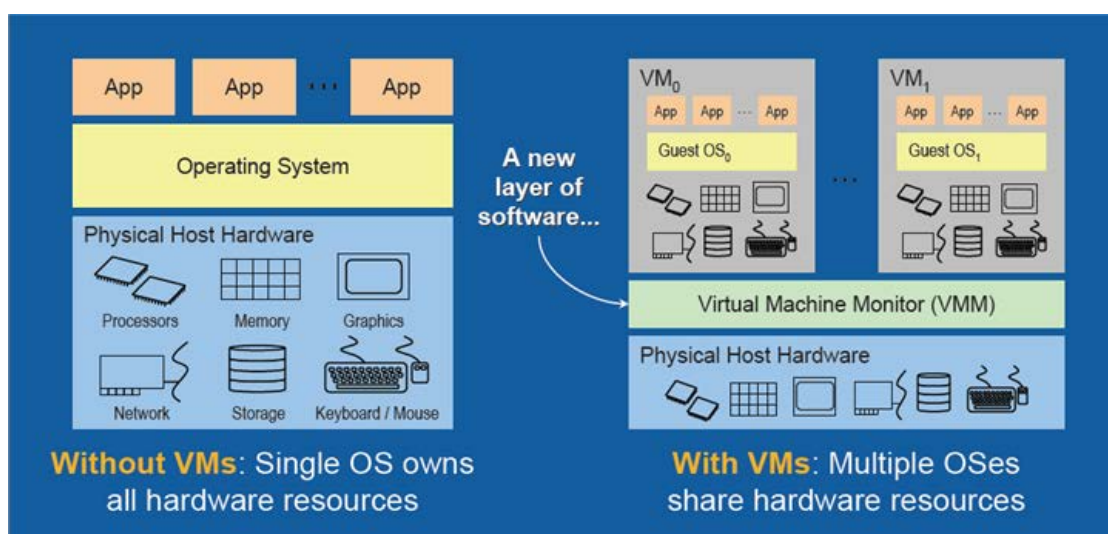 App App ... App
Operating System
Physical Host Hardware
Processors Memory Graphics
Network Storage Keyboard / Mouse
Without VMs: Single OS owns
all hardware resources
A new
layer of
software...
VM0
App App ... App
Guest OS0
...
VM1
App App ... App
Guest OS1
Virtual Machine Monitor (VMM)
Physical Host Hardware
With VMs: Multiple OSes
share hardware resources